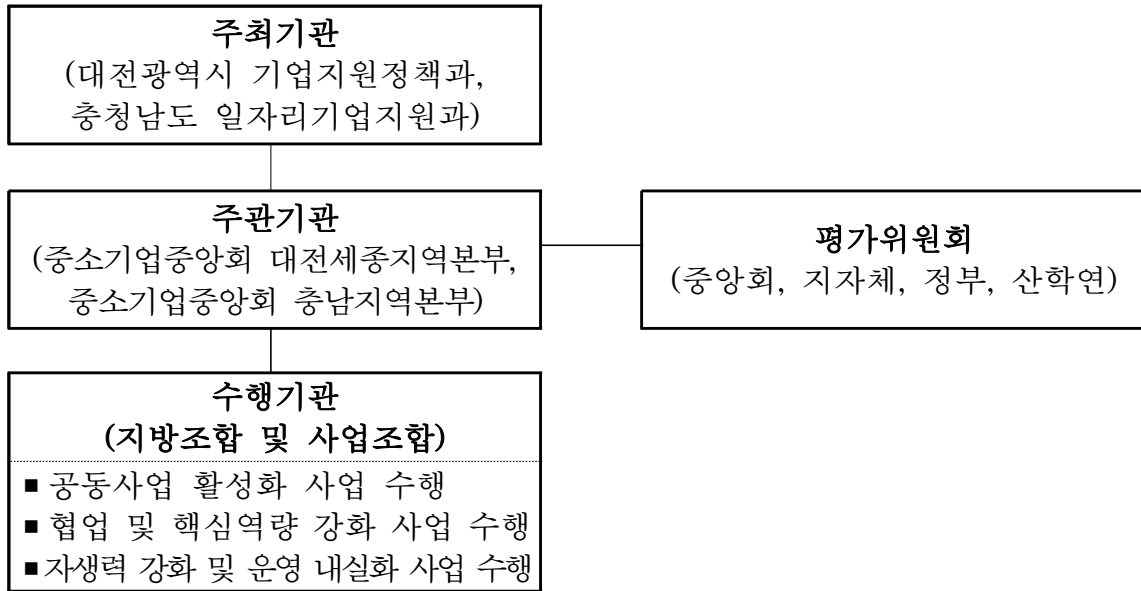 주최기관
(대전광역시 기업지원정책과,
충청남도 일자리기업지원과)
주관기관
(중소기업중앙회 대전세종지역본부,
중소기업중앙회 충남지역본부)
평가위원회
(중앙회, 지자체, 정부, 산학연)
수행기관
(지방조합 및 사업조합)
■ 공동사업 활성화 사업 수행
■ 협업 및 핵심역량 강화 사업 수행
■ 자생력 강화 및 운영 내실화 사업 수행